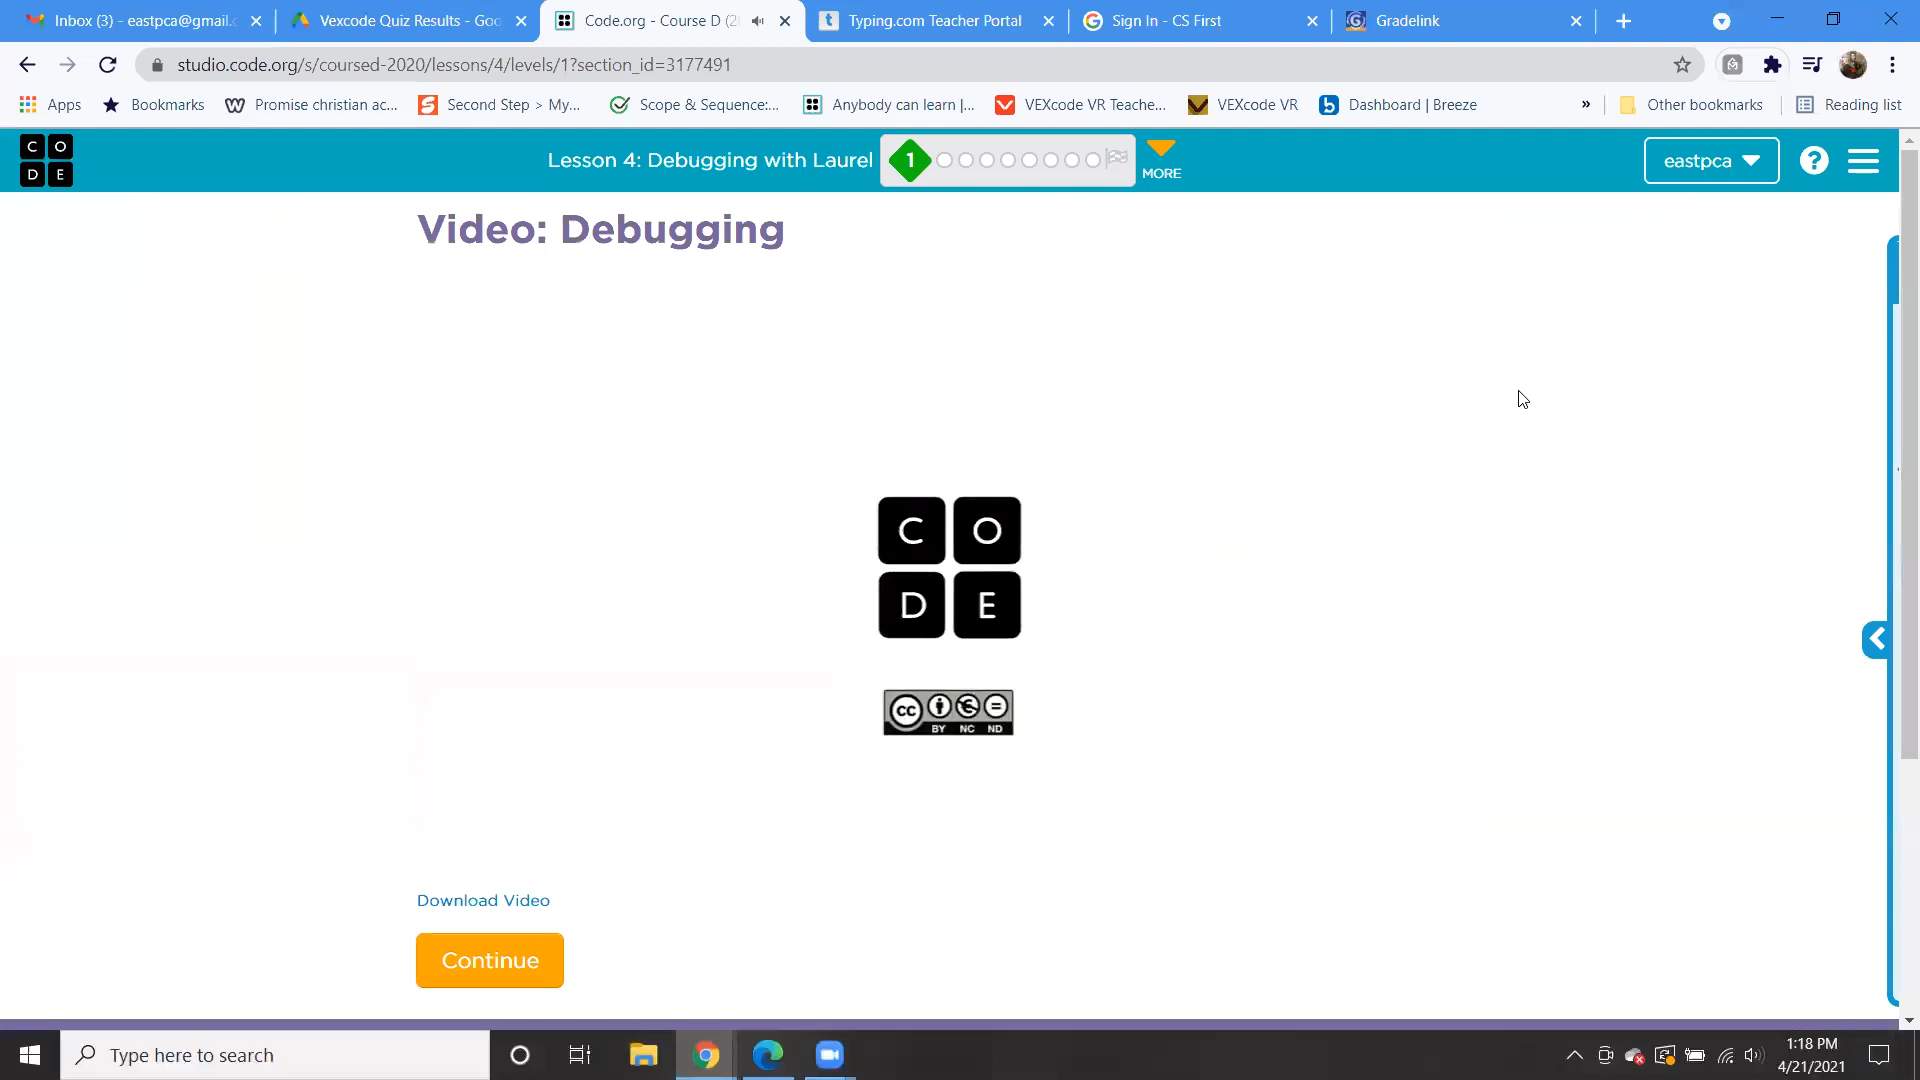 Inbox (3) - eastpca@gmail.c
Vexcode Quiz Results - Goo
Code.org - Course D (2
Typing.com Teacher Portal
Sign In - CS First
Gradelink
studio.code.org/s/coursed-2020/lessons/4/levels/1?section_id=3177491
Apps
Bookmarks
Promise christian ac...
Second Step > My...
Scope & Sequence:...
Anybody can learn |...
VEXcode VR Teache...
VEXcode VR
Dashboard | Breeze
»
Other bookmarks
Reading list
C O
D E
Lesson 4: Debugging with Laurel
1
MORE
eastpca
?
Video: Debugging
C O
D E
cc
BY NC ND
Download Video
Continue
Type here to search
1:18 PM
4/21/2021